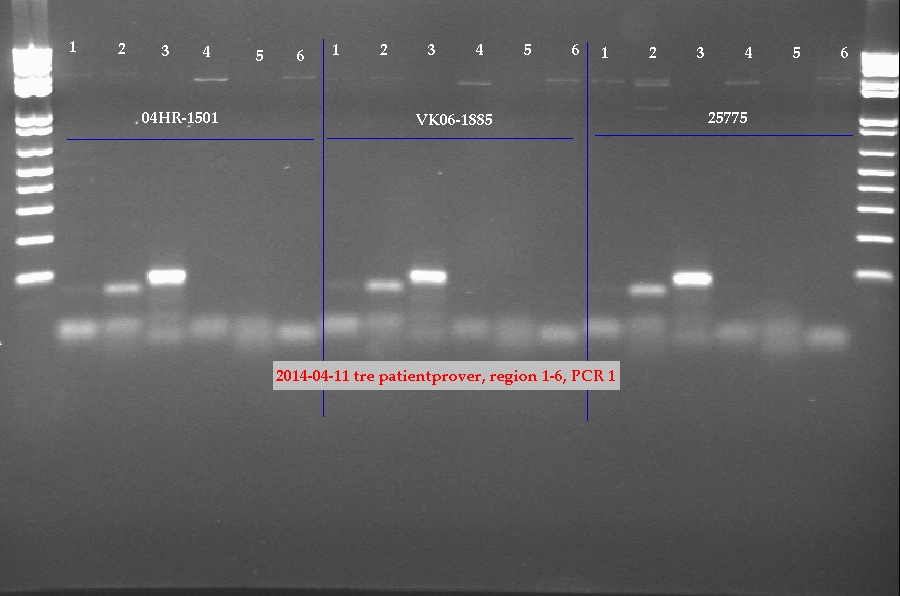 1 2 3 4 5 6 1 2 3 4 5 6 1 2 3 4 5 6
04HR-1501 VK06-1885 25775
2014-04-11 tre patientprover, region 1-6, PCR 1